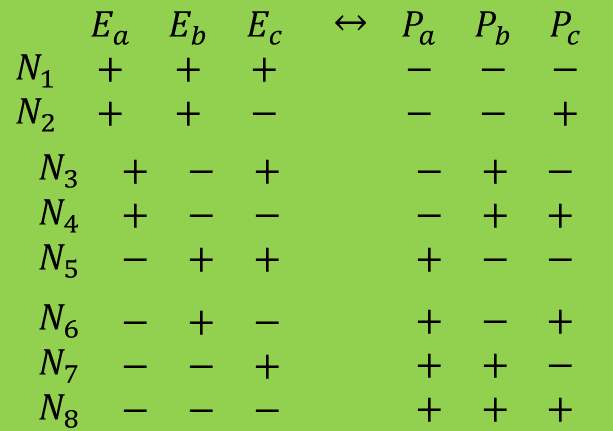 E_a E_b E_c ↔ P_a P_b P_c
N_1 + + + − − −
N_2 + + − − − +
N_3 + − + − + −
N_4 + − − − + +
N_5 − + + + − −
N_6 − + − + − +
N_7 − − + + + −
N_8 − − − + + +